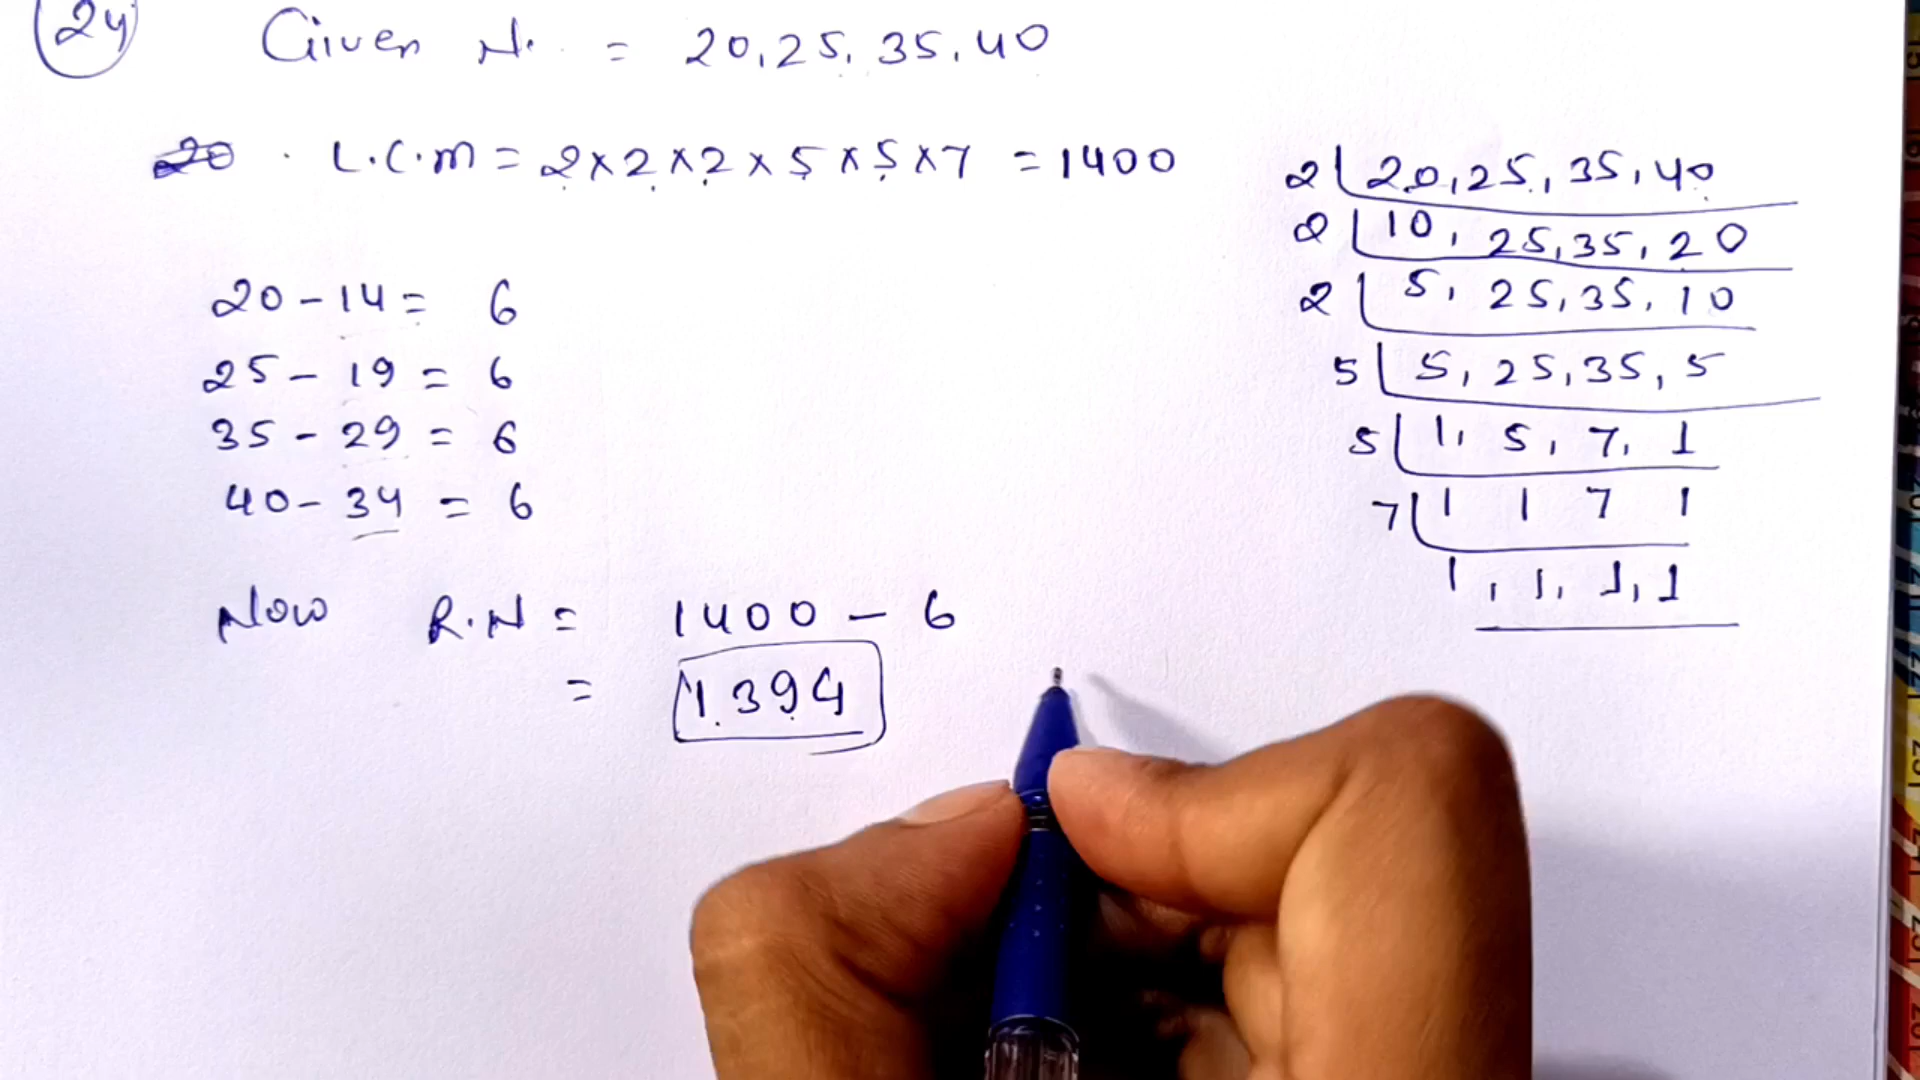 24 Given N. = 20, 25, 35, 40
20 . L.C.M = 2×2×2×5×5×7 = 1400
20 - 14 = 6
25 - 19 = 6
35 - 29 = 6
40 - 34 = 6
Now R.N = 1400 - 6
= 1394
2 | 20, 25, 35, 40
2 | 10, 25, 35, 20
2 | 5, 25, 35, 10
5 | 5, 25, 35, 5
5 | 1, 5, 7, 1
7 | 1 1 7 1
1, 1, 1, 1